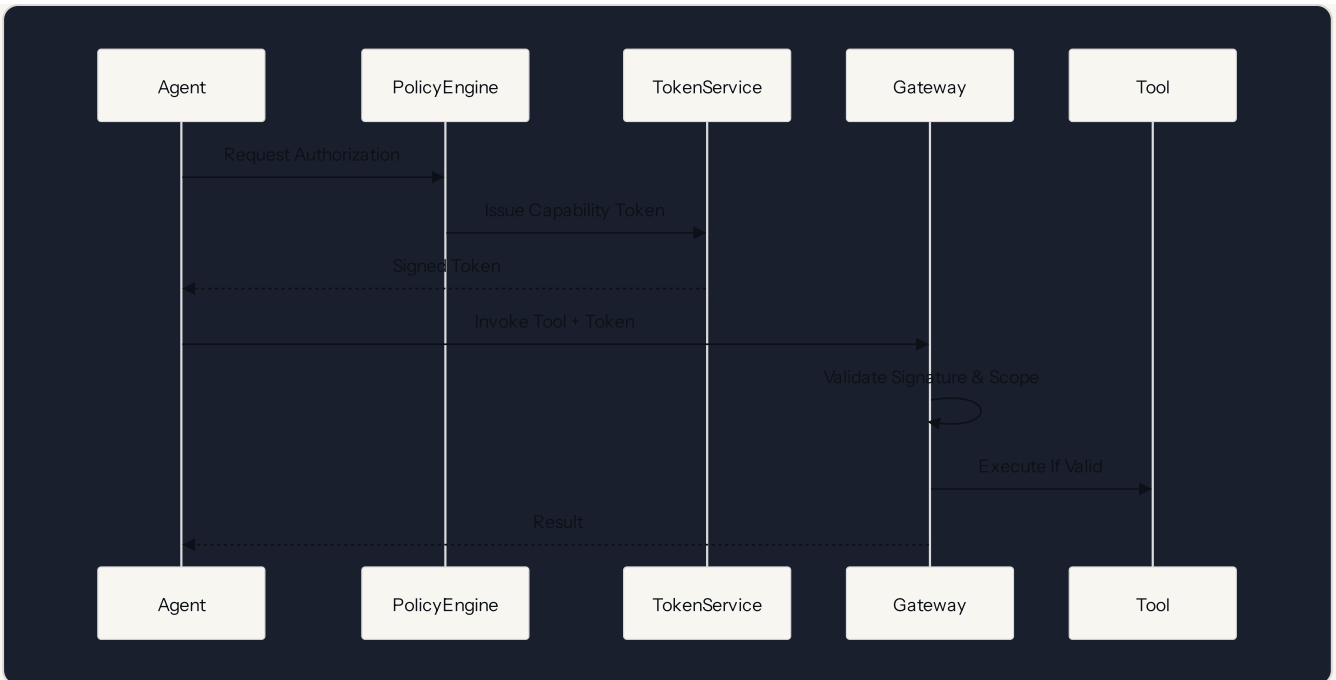 Agent
PolicyEngine
TokenService
Gateway
Tool
Request Authorization
Issue Capability Token
Signed Token
Invoke Tool + Token
Validate Signature & Scope
Execute If Valid
Result
Agent
PolicyEngine
TokenService
Gateway
Tool